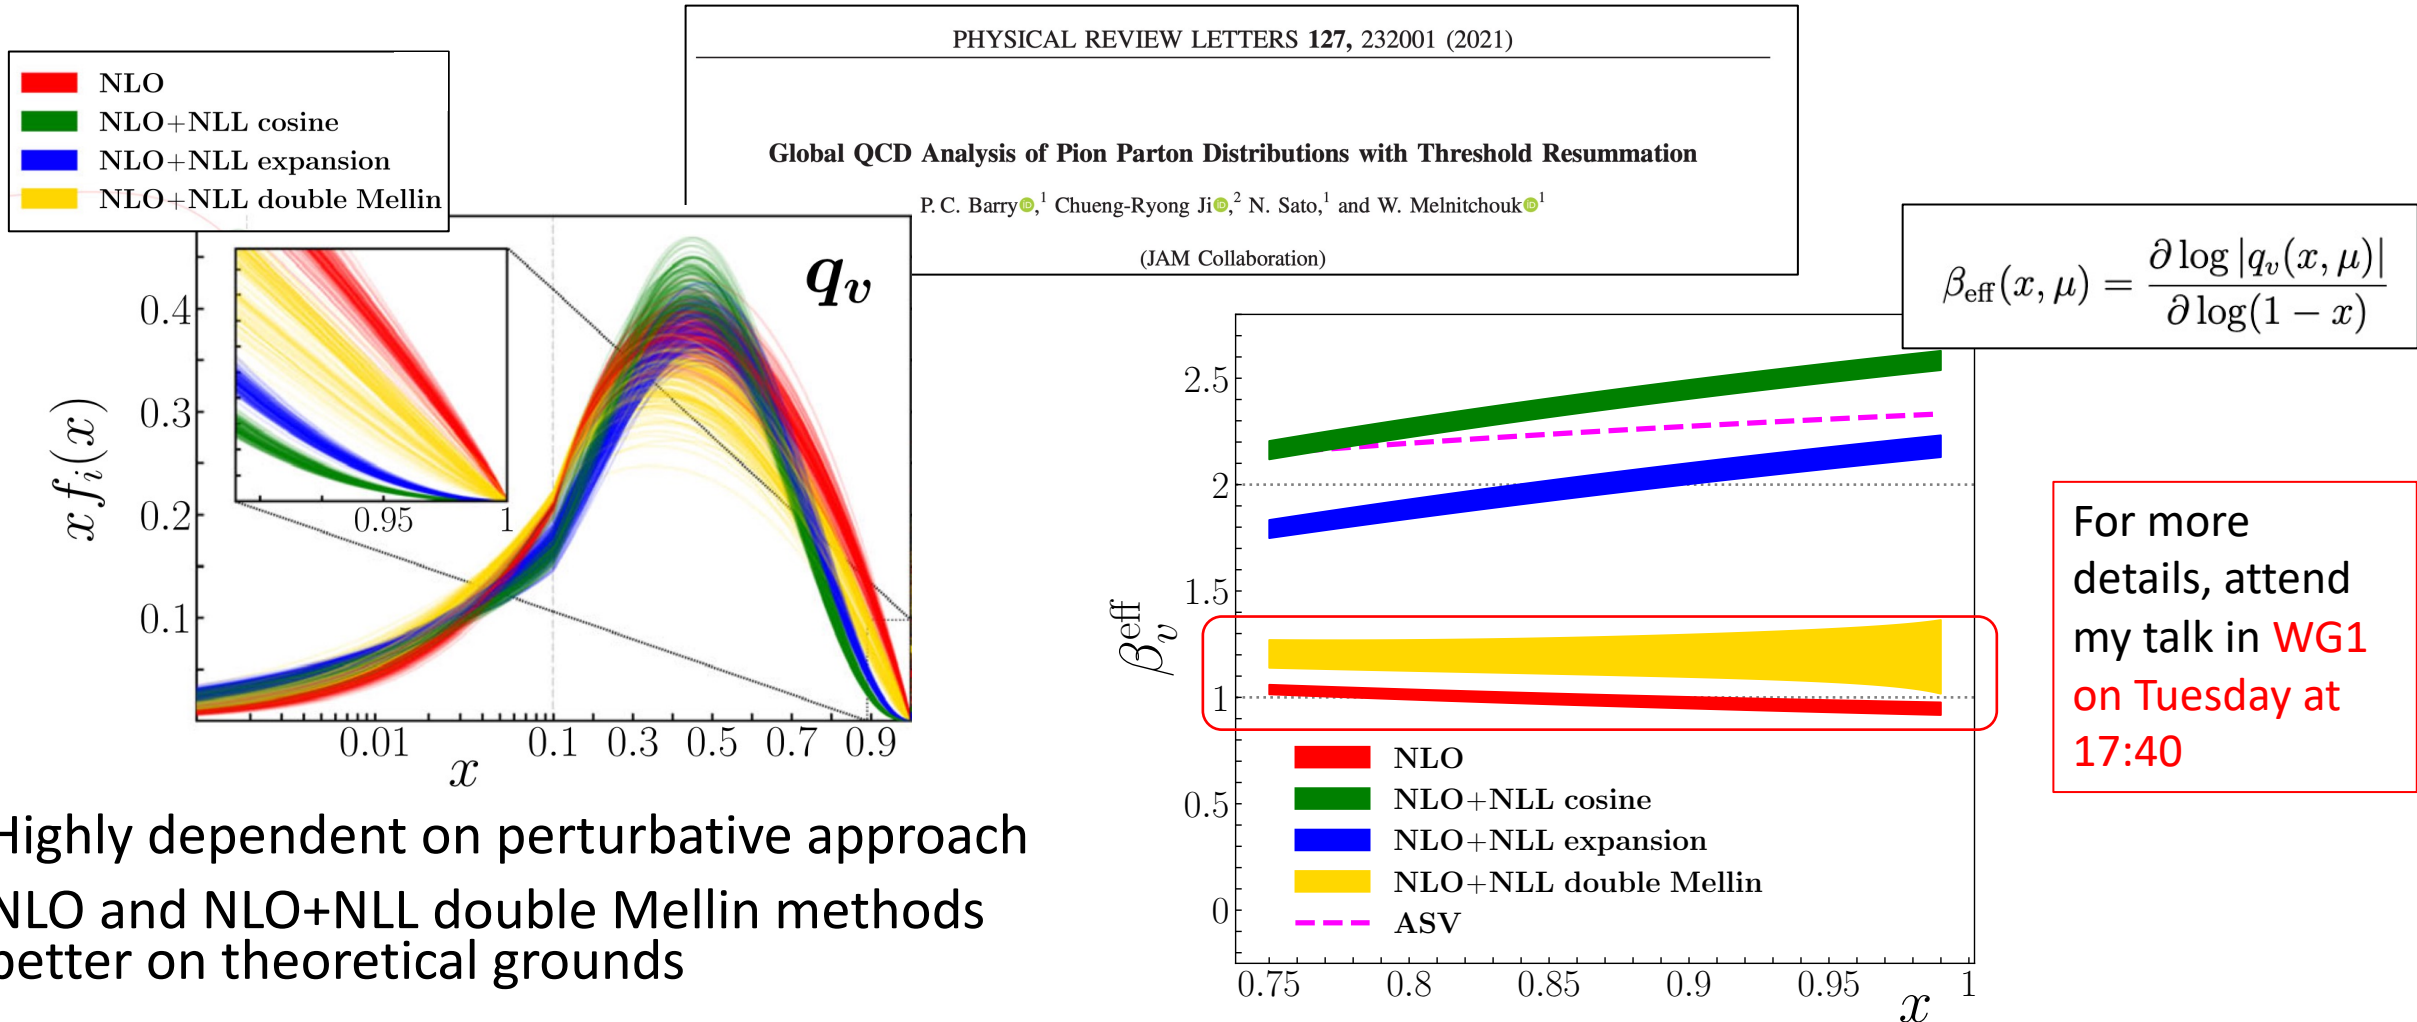 PHYSICAL REVIEW LETTERS 127, 232001 (2021)
Global QCD Analysis of Pion Parton Distributions with Threshold Resummation
P. C. Barry,¹ Chueng-Ryong Ji,² N. Sato,¹ and W. Melnitchouk¹
(JAM Collaboration)
NLO
NLO+NLL cosine
NLO+NLL expansion
NLO+NLL double Mellin
q_v
0.4
0.3
0.2
0.1
x f_i(x)
0.95 1
0.01 0.1 0.3 0.5 0.7 0.9
x
β_eff(x, μ) = ∂ log |q_v(x, μ)| / ∂ log(1 − x)
2.5
2
1.5
1
0.5
0
β_v^eff
NLO
NLO+NLL cosine
NLO+NLL expansion
NLO+NLL double Mellin
ASV
0.75 0.8 0.85 0.9 0.95 1
x
For more
details, attend
my talk in WG1
on Tuesday at
17:40
Highly dependent on perturbative approach
NLO and NLO+NLL double Mellin methods
better on theoretical grounds